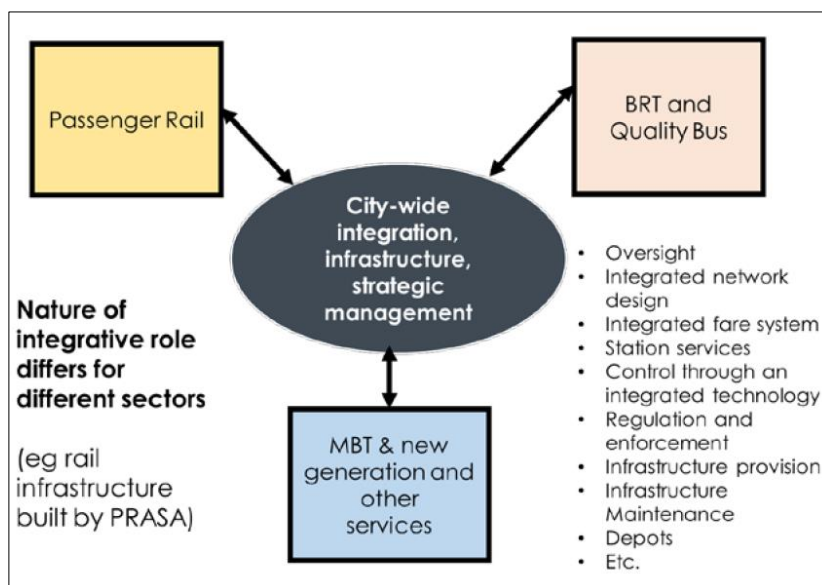 Passenger Rail
BRT and
Quality Bus
City-wide
integration,
infrastructure,
strategic
management
Nature of
integrative role
differs for
different sectors
(eg rail
infrastructure
built by PRASA)
MBT & new
generation and
other
services
• Oversight
• Integrated network
design
• Integrated fare system
• Station services
• Control through an
integrated technology
• Regulation and
enforcement
• Infrastructure provision
• Infrastructure
Maintenance
• Depots
• Etc.